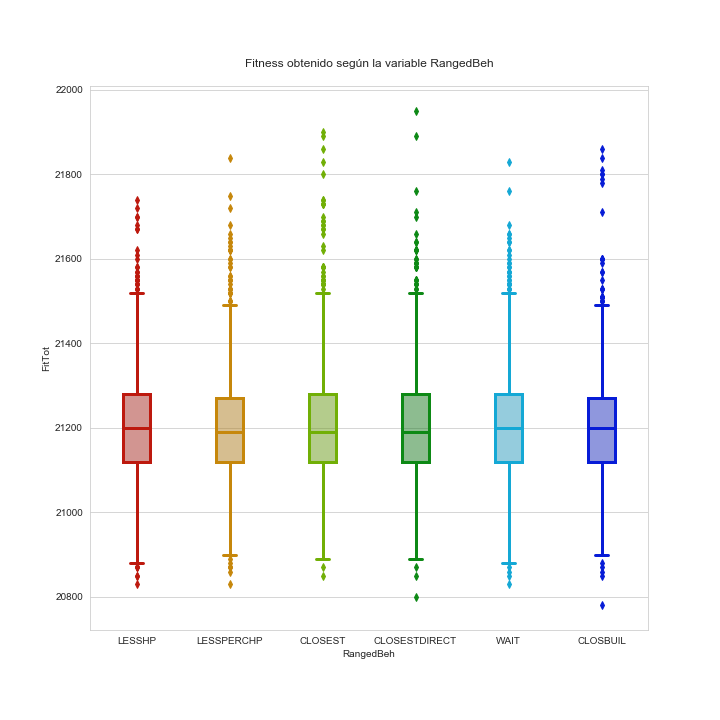 Fitness obtenido según la variable RangedBeh
22000
21800
21600
21400
21200
21000
20800
FitTot
LESSHP LESSPERCHP CLOSEST CLOSESTDIRECT WAIT CLOSBUIL
RangedBeh